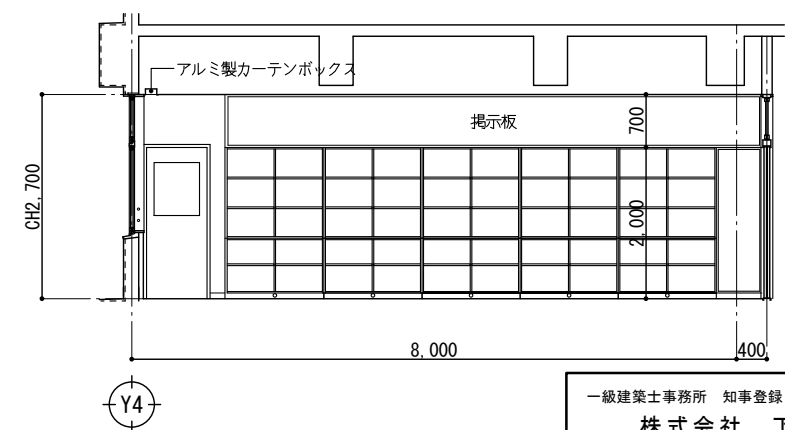 アルミ製カーテンボックス
掲示板
700
CH2,700
2,000
8,000
400
Y4
一級建築士事務所 知事登録
株式会社